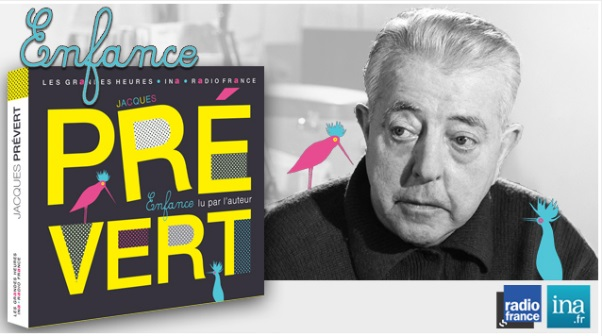 Enfance
LES GRANDES HEURES • INA • RADIO FRANCE
JACQUES
PRÉ
Enfance lu par l'auteur
VERT
JACQUES PRÉVERT
LES GRANDES HEURES
INA / RADIO FRANCE
radio
france
ina
.fr